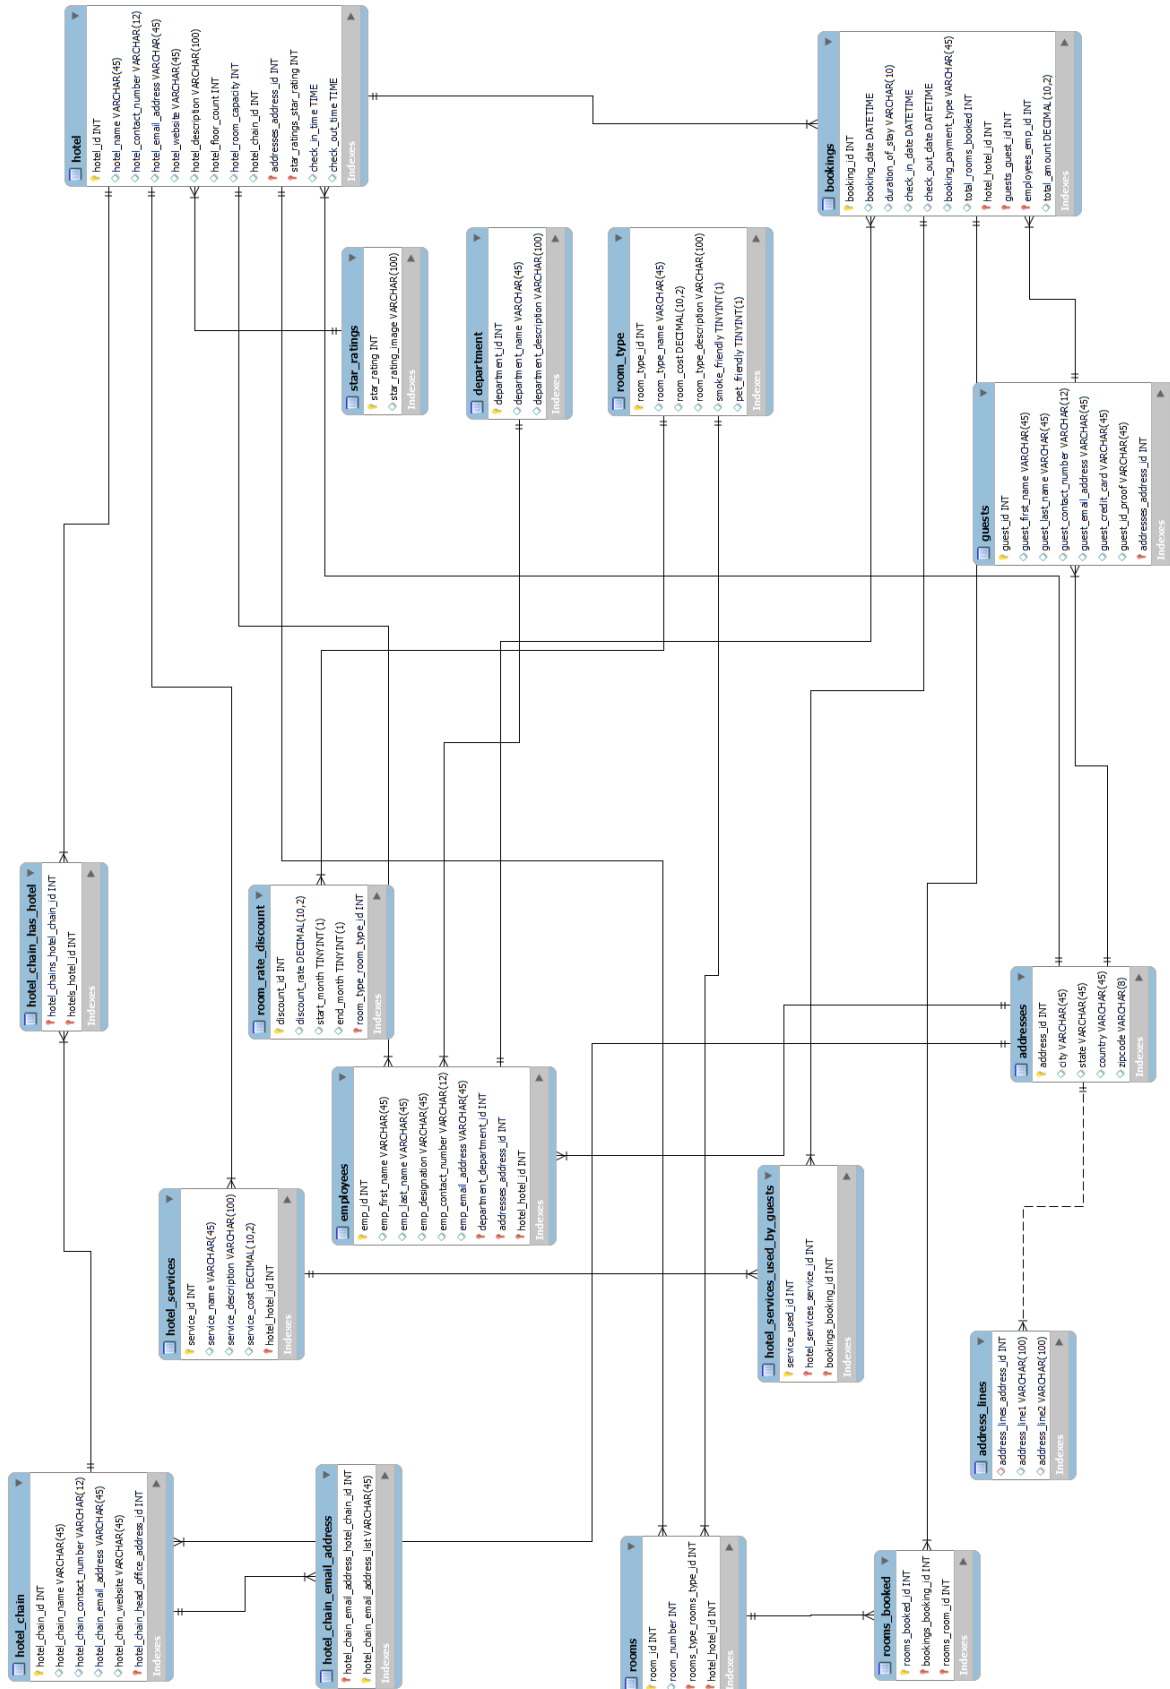 hotel_chain
hotel_chain_id INT
hotel_chain_name VARCHAR(45)
hotel_chain_contact_number VARCHAR(12)
hotel_chain_email_address VARCHAR(45)
hotel_chain_website VARCHAR(45)
hotel_chain_head_office_address_id INT
Indexes
hotel_chain_has_hotel
hotel_chains_hotel_chain_id INT
hotels_hotel_id INT
Indexes
hotel
hotel_id INT
hotel_name VARCHAR(45)
hotel_contact_number VARCHAR(12)
hotel_email_address VARCHAR(45)
hotel_website VARCHAR(45)
hotel_description VARCHAR(100)
hotel_floor_count INT
hotel_room_capacity INT
hotel_chain_id INT
addresses_address_id INT
star_ratings_star_rating INT
check_in_time TIME
check_out_time TIME
Indexes
hotel_services
service_id INT
service_name VARCHAR(45)
service_description VARCHAR(100)
service_cost DECIMAL(10,2)
hotel_hotel_id INT
Indexes
room_rate_discount
discount_id INT
discount_rate DECIMAL(10,2)
start_month TINYINT(1)
end_month TINYINT(1)
room_type_room_type_id INT
Indexes
hotel_chain_email_address
hotel_chain_email_address_hotel_chain_id INT
hotel_chain_email_address_list VARCHAR(45)
Indexes
employees
emp_id INT
emp_first_name VARCHAR(45)
emp_last_name VARCHAR(45)
emp_designation VARCHAR(45)
emp_contact_number VARCHAR(12)
emp_email_address VARCHAR(45)
department_department_id INT
addresses_address_id INT
hotel_hotel_id INT
Indexes
star_ratings
star_rating INT
star_rating_image VARCHAR(100)
Indexes
department
department_id INT
department_name VARCHAR(45)
department_description VARCHAR(100)
Indexes
room_type
room_type_id INT
room_type_name VARCHAR(45)
room_cost DECIMAL(10,2)
room_type_description VARCHAR(100)
smoke_friendly TINYINT(1)
pet_friendly TINYINT(1)
Indexes
rooms
room_id INT
room_number INT
rooms_type_rooms_type_id INT
hotel_hotel_id INT
Indexes
hotel_services_used_by_guests
service_used_id INT
hotel_services_service_id INT
bookings_booking_id INT
Indexes
bookings
booking_id INT
booking_date DATETIME
duration_of_stay VARCHAR(10)
check_in_date DATETIME
check_out_date DATETIME
booking_payment_type VARCHAR(45)
total_rooms_booked INT
hotel_hotel_id INT
guests_guest_id INT
employees_emp_id INT
total_amount DECIMAL(10,2)
Indexes
rooms_booked
rooms_booked_id INT
bookings_booking_id INT
rooms_room_id INT
Indexes
address_lines
address_lines_address_id INT
address_line1 VARCHAR(100)
address_line2 VARCHAR(100)
Indexes
addresses
address_id INT
city VARCHAR(45)
state VARCHAR(45)
country VARCHAR(45)
zipcode VARCHAR(8)
Indexes
guests
guest_id INT
guest_first_name VARCHAR(45)
guest_last_name VARCHAR(45)
guest_contact_number VARCHAR(12)
guest_email_address VARCHAR(45)
guest_credit_card VARCHAR(45)
guest_id_proof VARCHAR(45)
addresses_address_id INT
Indexes